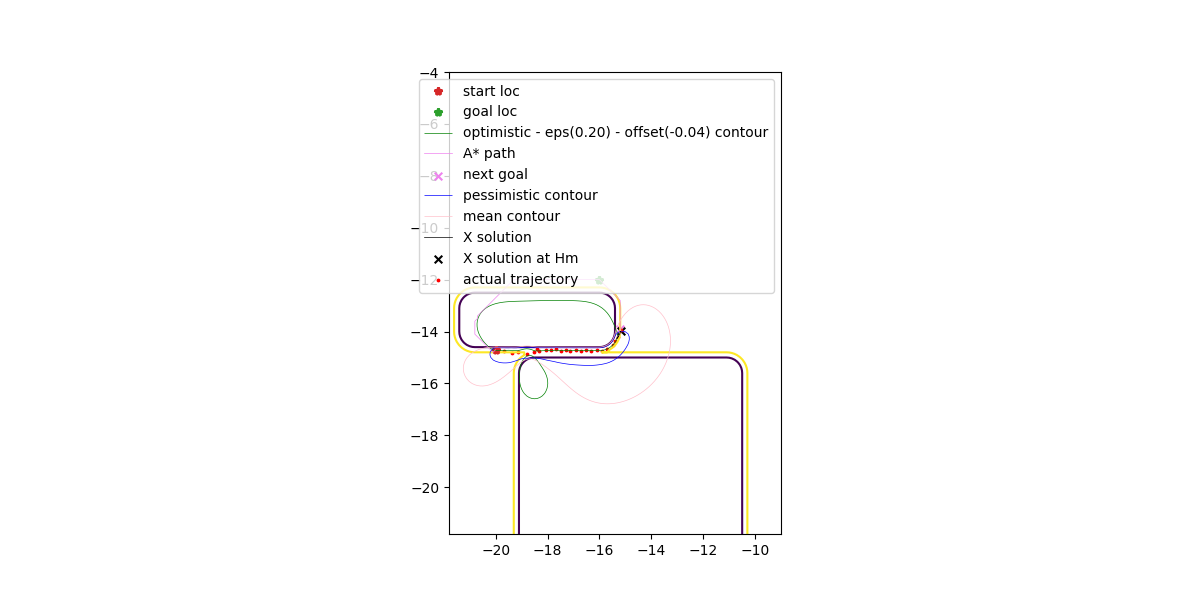 −4
start loc
goal loc
−6
optimistic - eps(0.20) - offset(-0.04) contour
A* path
−8
next goal
pessimistic contour
mean contour
−10
X solution
X solution at Hm
−12
actual trajectory
−14
−16
−18
−20
−20 −18 −16 −14 −12 −10